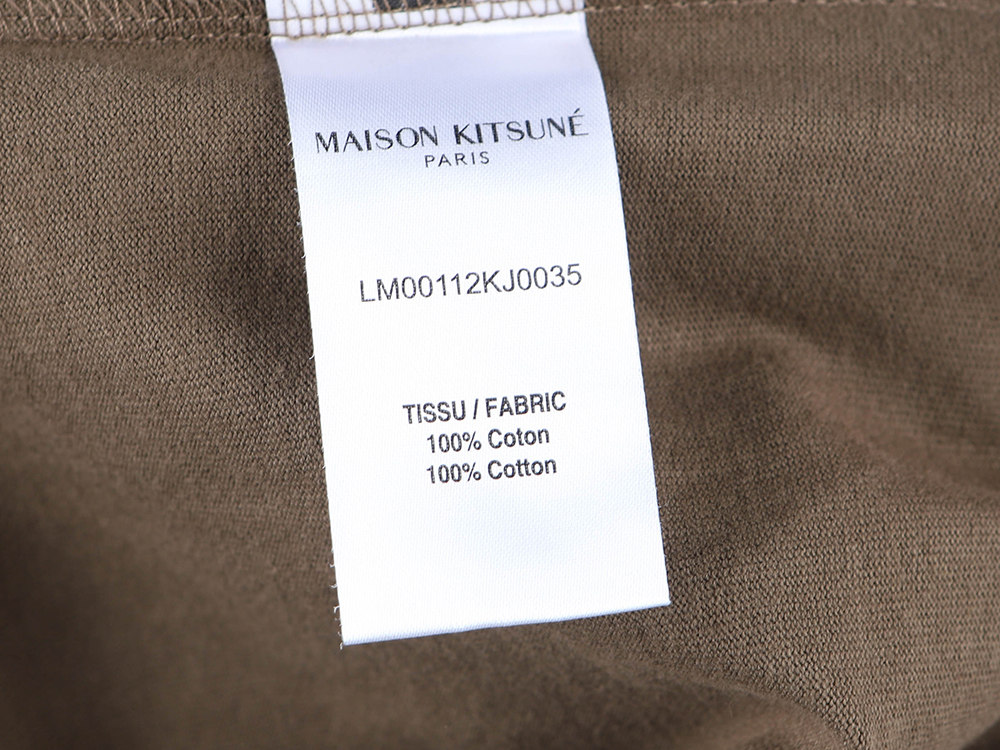 MAISON KITSUNÉ
PARIS
LM00112KJ0035
TISSU / FABRIC
100% Coton
100% Cotton